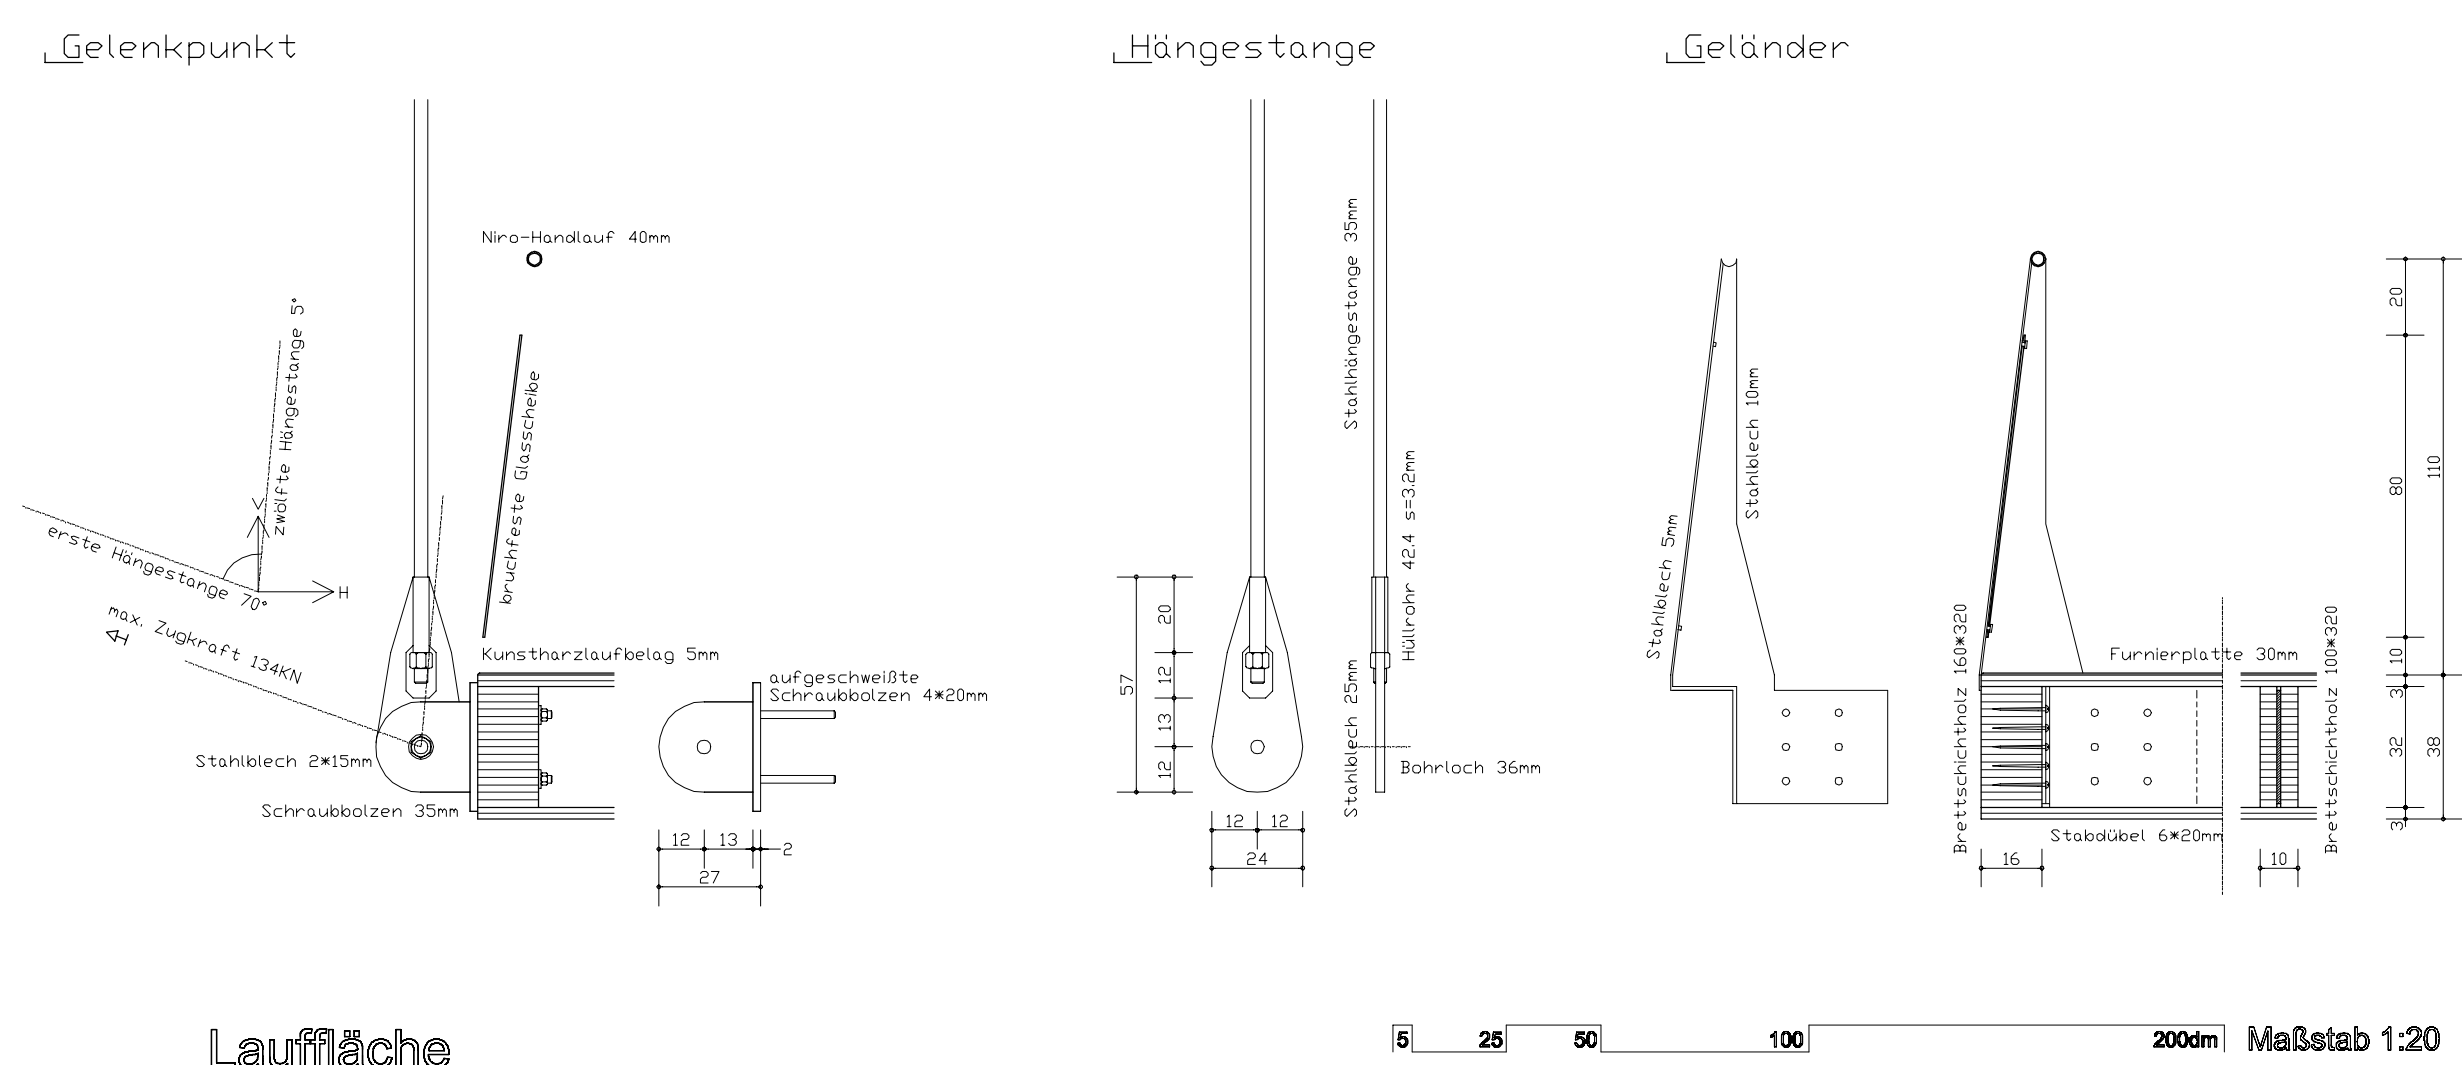 Gelenkpunkt
Niro-Handlauf 40mm
bruchfeste Glasscheibe
zwölfte Hängestange 5°
V
H
erste Hängestange 70°
max. Zugkraft 134KN
H
Kunstharzlaufbelag 5mm
aufgeschweißte
Schraubbolzen 4*20mm
Stahlblech 2*15mm
Schraubbolzen 35mm
12
13
2
27
Hängestange
Stahlhängestange 35mm
Hüllrohr 42.4 s=3.2mm
20
12
57
13
12
Stahlblech 25mm
Bohrloch 36mm
12
12
24
Geländer
Stahlblech 10mm
Stahlblech 5mm
Brettschichtholz 160*320
Furnierplatte 30mm
Brettschichtholz 100*320
Stabdübel 6*20mm
16
10
20
80
110
10
3
32
38
3
Lauffläche
5
25
50
100
200dm
Maßstab 1:20